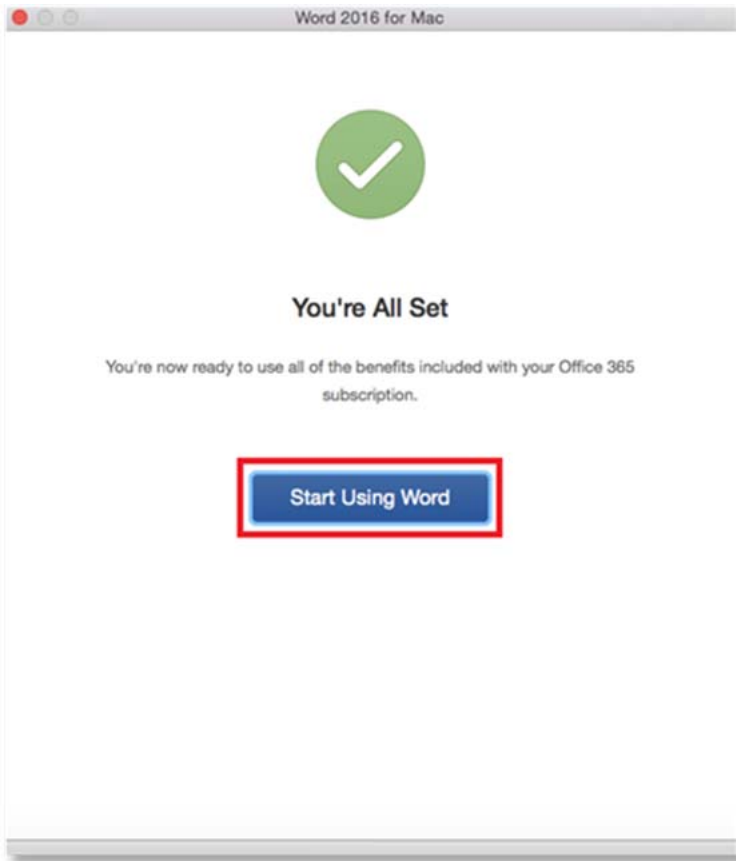 Word 2016 for Mac
You're All Set
You're now ready to use all of the benefits included with your Office 365
subscription.
Start Using Word